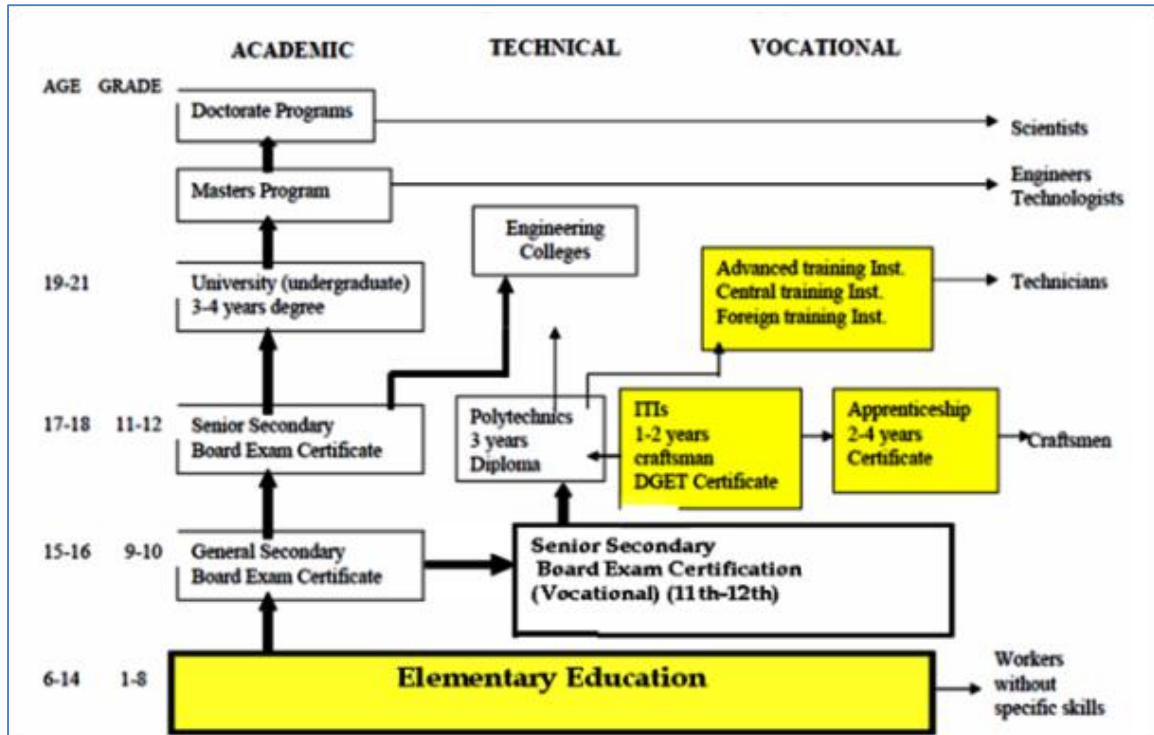 ACADEMIC TECHNICAL VOCATIONAL
AGE GRADE
Doctorate Programs
Scientists
Masters Program
Engineers
Technologists
Engineering
Colleges
19-21
University (undergraduate)
3-4 years degree
Advanced training Inst.
Central training Inst.
Foreign training Inst.
Technicians
17-18 11-12
Senior Secondary
Board Exam Certificate
Polytechnics
3 years
Diploma
ITIs
1-2 years
craftsman
DGET Certificate
Apprenticeship
2-4 years
Certificate
Craftsmen
15-16 9-10
General Secondary
Board Exam Certificate
Senior Secondary
Board Exam Certification
(Vocational) (11th-12th)
6-14 1-8
Elementary Education
Workers
without
specific skills